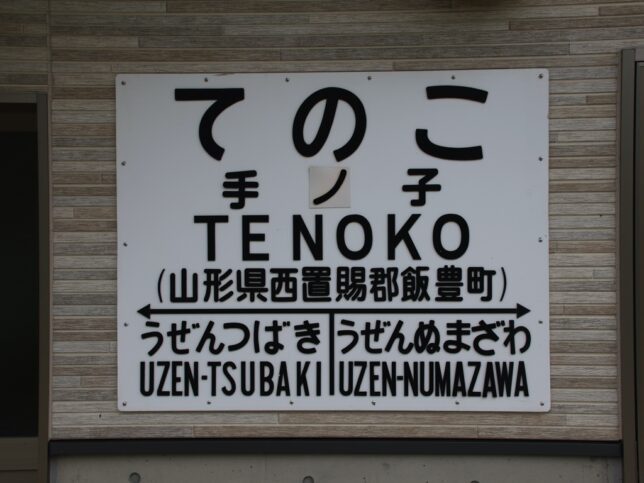 てのこ
手ノ子
TENOKO
(山形県西置賜郡飯豊町)
うぜんつばき うぜんぬまざわ
UZEN-TSUBAKI UZEN-NUMAZAWA